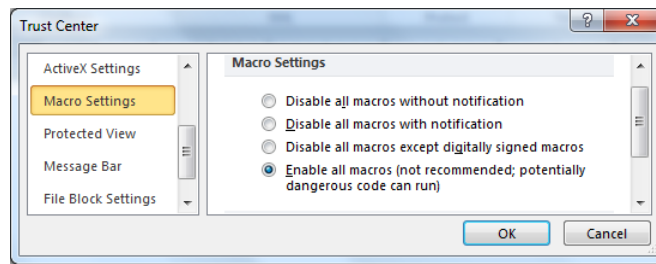 Trust Center
ActiveX Settings
Macro Settings
Protected View
Message Bar
File Block Settings
Macro Settings
Disable all macros without notification
Disable all macros with notification
Disable all macros except digitally signed macros
Enable all macros (not recommended; potentially
dangerous code can run)
OK
Cancel